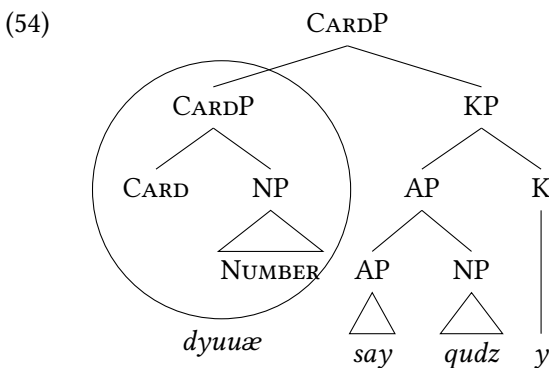 (54) CARDP
CARDP KP
CARD NP AP K
NUMBER AP NP
dyuuæ say qudz y